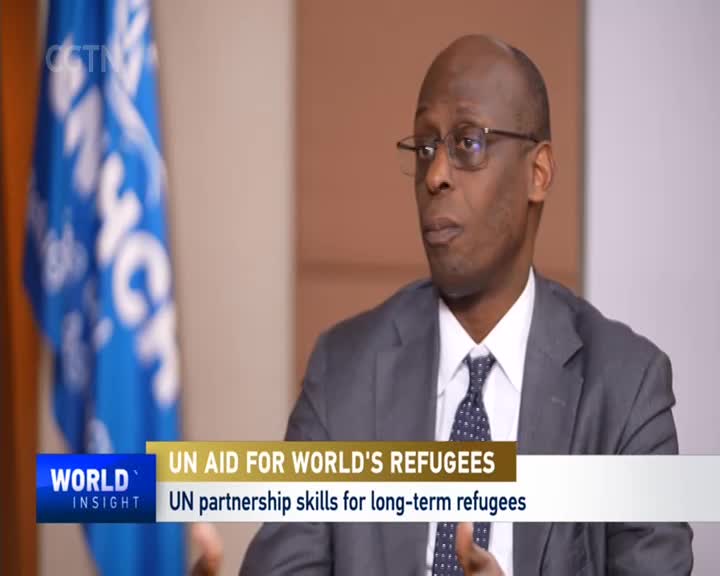 CGTN
UNHCR
UN AID FOR WORLD'S REFUGEES
WORLD
INSIGHT
UN partnership skills for long-term refugees